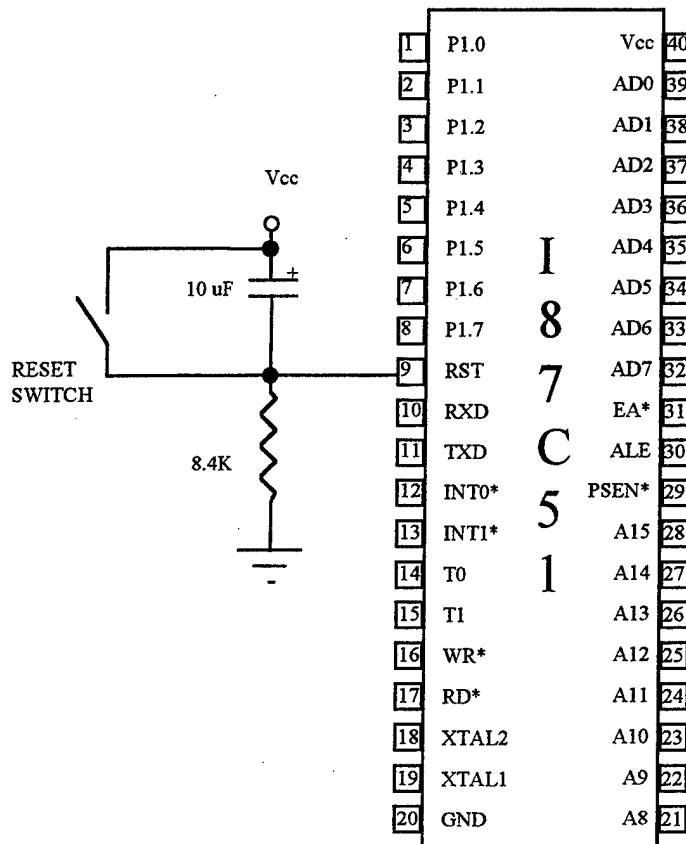 1 P1.0 Vcc 40
2 P1.1 AD0 39
3 P1.2 AD1 38
4 P1.3 AD2 37
Vcc
5 P1.4 AD3 36
6 P1.5 AD4 35
10 uF +
7 P1.6 AD5 34
8 P1.7 AD6 33
RESET
SWITCH
9 RST AD7 32
10 RXD EA* 31
8.4K
11 TXD ALE 30
12 INT0* PSEN* 29
13 INT1* A15 28
14 T0 A14 27
15 T1 A13 26
16 WR* A12 25
17 RD* A11 24
18 XTAL2 A10 23
19 XTAL1 A9 22
20 GND A8 21
I
8
7
C
5
1